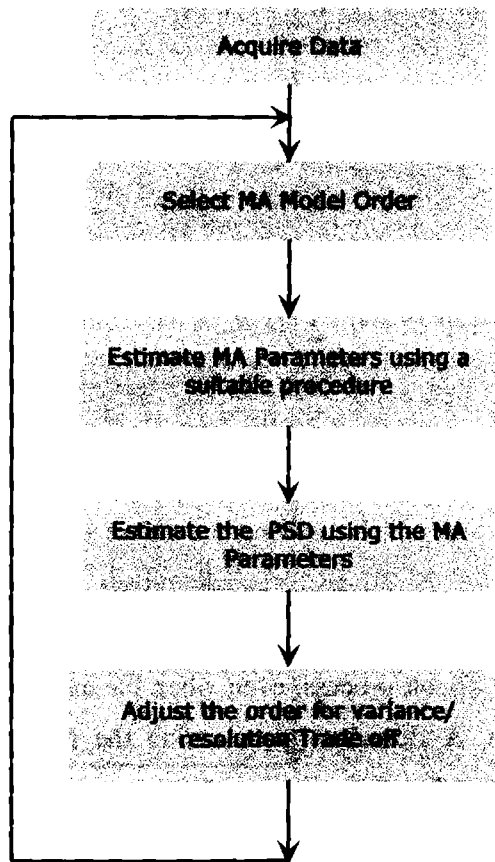 Acquire Data
Select MA Model Order
Estimate MA Parameters using a
suitable procedure
Estimate the PSD using the MA
Parameters
Adjust the order for variance/
resolution Trade off